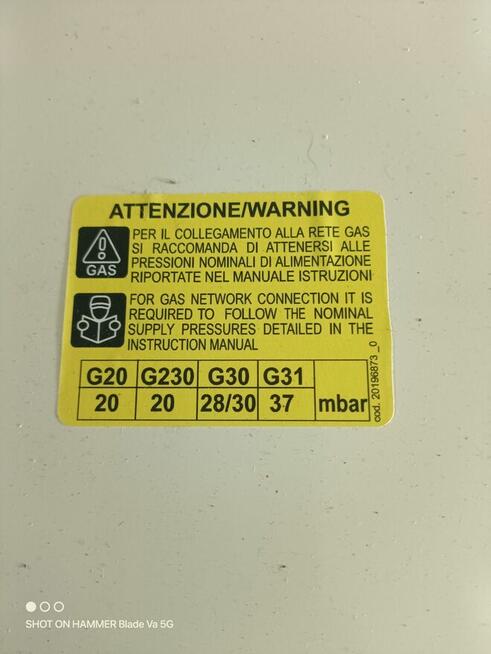 ATTENZIONE/WARNING
PER IL COLLEGAMENTO ALLA RETE GAS
SI RACCOMANDA DI ATTENERSI ALLE
PRESSIONI NOMINALI DI ALIMENTAZIONE
RIPORTATE NEL MANUALE ISTRUZIONI
GAS
FOR GAS NETWORK CONNECTION IT IS
REQUIRED TO FOLLOW THE NOMINAL
SUPPLY PRESSURES DETAILED IN THE
INSTRUCTION MANUAL
G20 G230 G30 G31
20 20 28/30 37 mbar
cod. 20196873_0
SHOT ON HAMMER Blade Va 5G